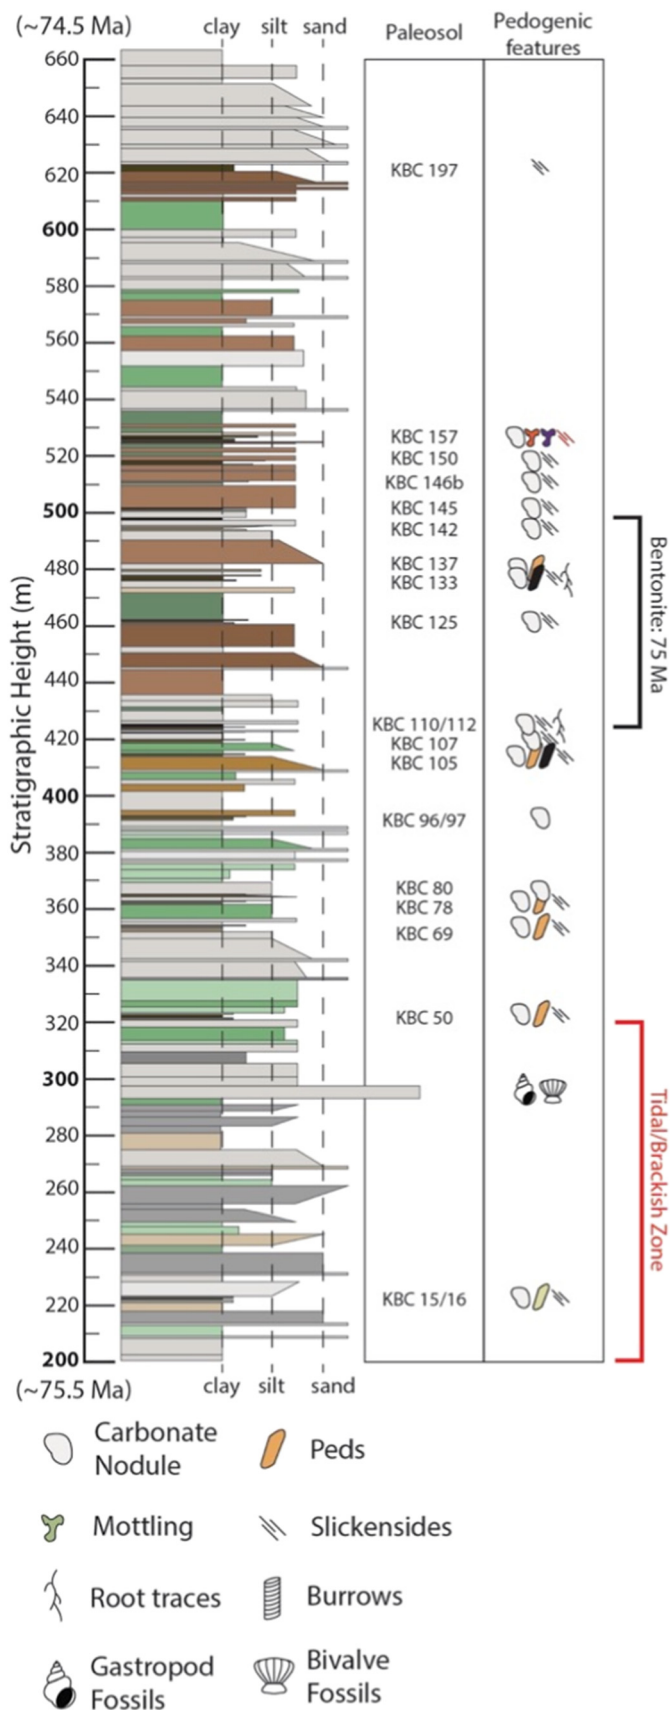 (~74.5 Ma)
clay silt sand
Paleosol
Pedogenic
features
660
640
620
600
580
560
540
520
500
480
460
440
420
400
380
360
340
320
300
280
260
240
220
200
Stratigraphic Height (m)
KBC 197
KBC 157
KBC 150
KBC 146b
KBC 145
KBC 142
KBC 137
KBC 133
KBC 125
KBC 110/112
KBC 107
KBC 105
KBC 96/97
KBC 80
KBC 78
KBC 69
KBC 50
KBC 15/16
Bentonite: 75 Ma
Tidal/Brackish Zone
(~75.5 Ma)
clay silt sand
Carbonate
Nodule
Peds
Mottling
Slickensides
Root traces
Burrows
Gastropod
Fossils
Bivalve
Fossils